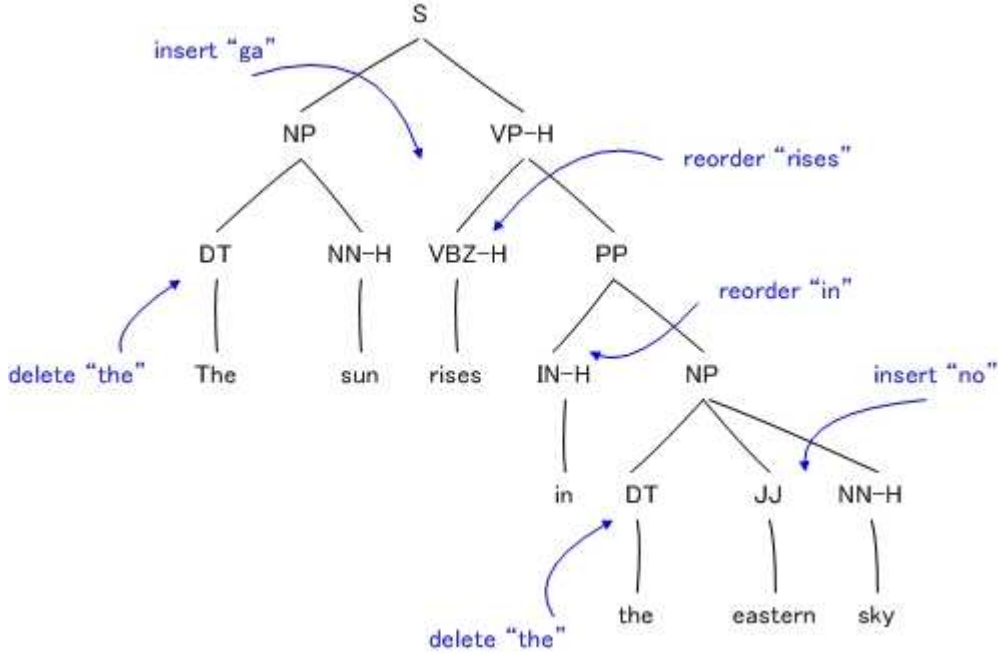 S
insert “ga”
NP VP-H
reorder “rises”
DT NN-H VBZ-H PP
reorder “in”
delete “the” The sun rises IN-H NP insert “no”
in DT JJ NN-H
the eastern sky
delete “the”